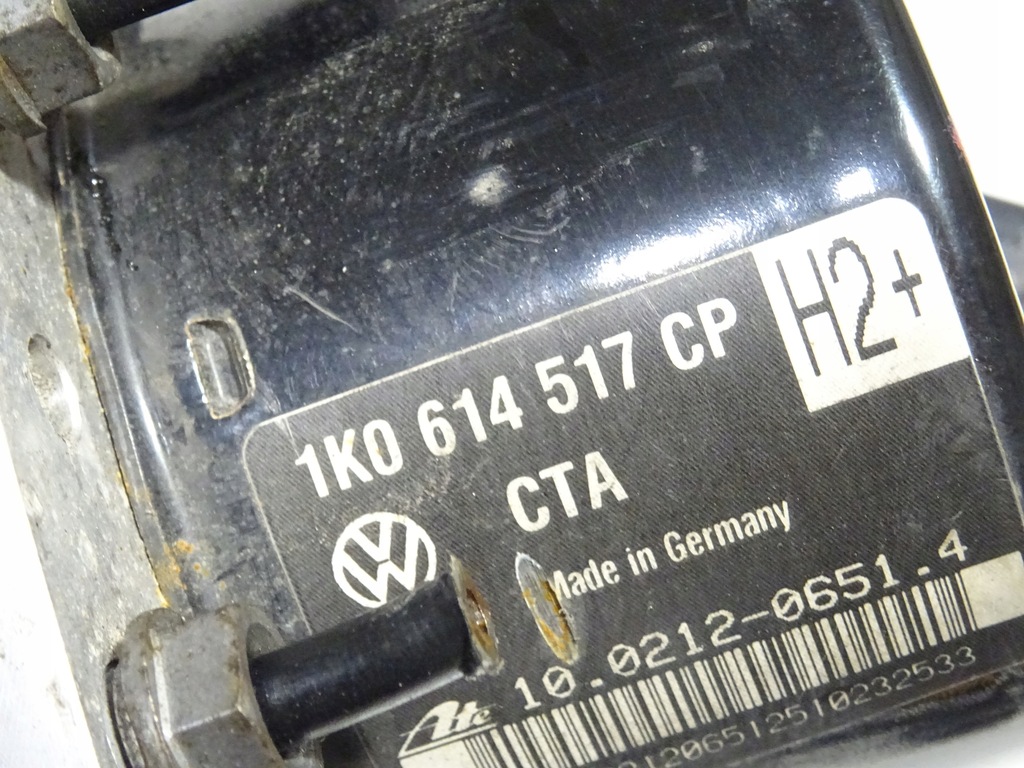 H2+
1K0 614 517 CP
CTA
Made in Germany
10.0212-0651.4
Ate